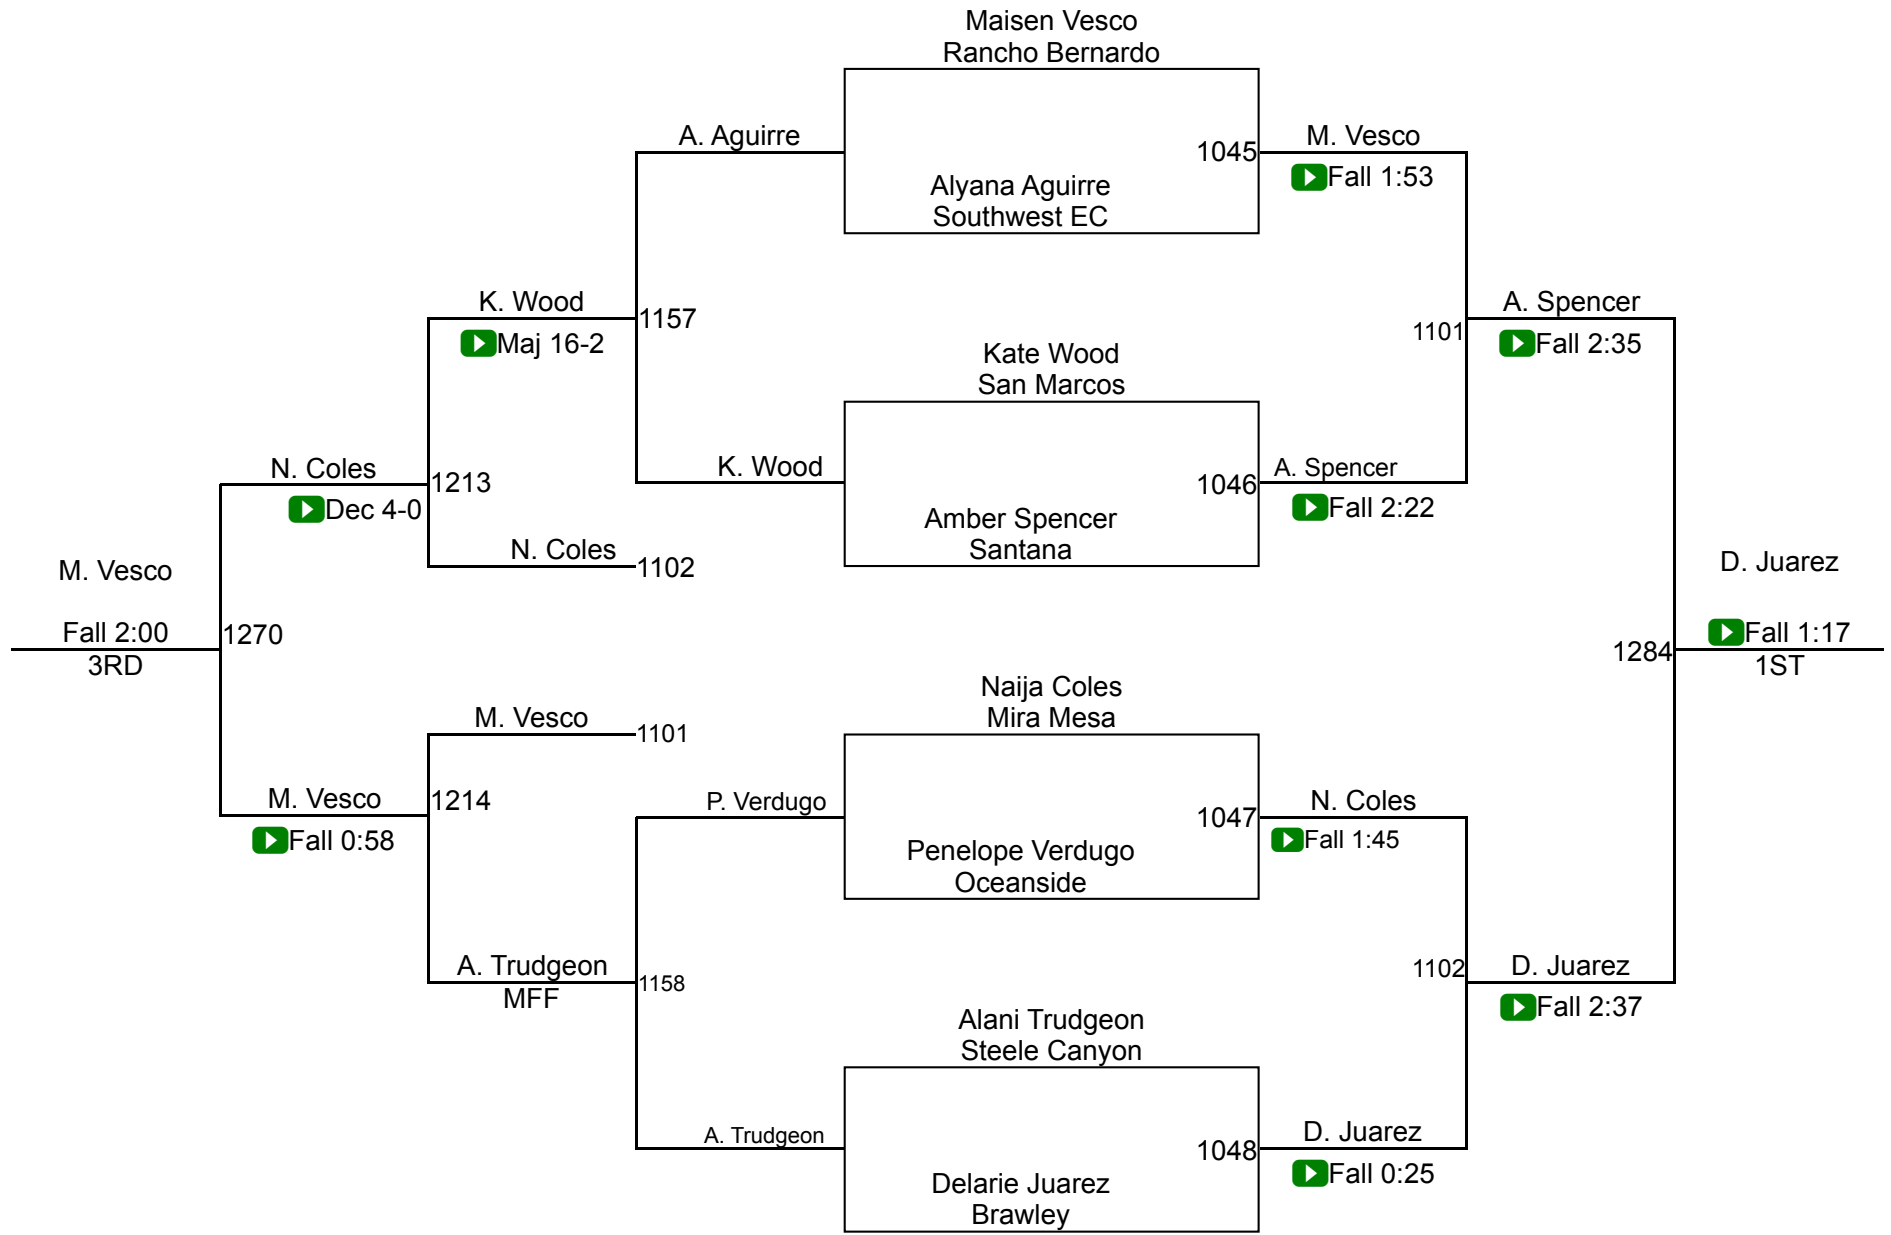 Maisen Vesco
Rancho Bernardo
A. Aguirre
1045
M. Vesco
Fall 1:53
Alyana Aguirre
Southwest EC
K. Wood
1157
Maj 16-2
1101
A. Spencer
Fall 2:35
Kate Wood
San Marcos
N. Coles
1213
Dec 4-0
K. Wood
1046
A. Spencer
Fall 2:22
Amber Spencer
Santana
N. Coles
1102
M. Vesco
Fall 2:00
3RD
1270
D. Juarez
1284
Fall 1:17
1ST
Naija Coles
Mira Mesa
M. Vesco
1101
M. Vesco
1214
Fall 0:58
P. Verdugo
1047
N. Coles
Fall 1:45
Penelope Verdugo
Oceanside
A. Trudgeon
MFF
1158
1102
D. Juarez
Fall 2:37
Alani Trudgeon
Steele Canyon
A. Trudgeon
1048
D. Juarez
Fall 0:25
Delarie Juarez
Brawley